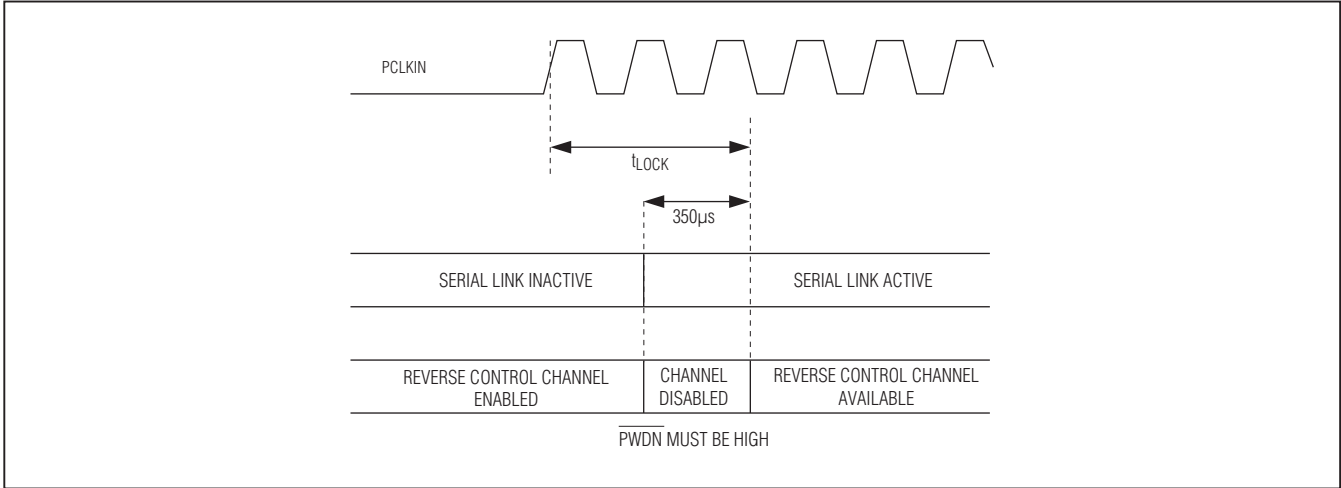 PCLKIN
tLOCK
350µs
SERIAL LINK INACTIVE
SERIAL LINK ACTIVE
REVERSE CONTROL CHANNEL
ENABLED
CHANNEL
DISABLED
REVERSE CONTROL CHANNEL
AVAILABLE
PWDN MUST BE HIGH